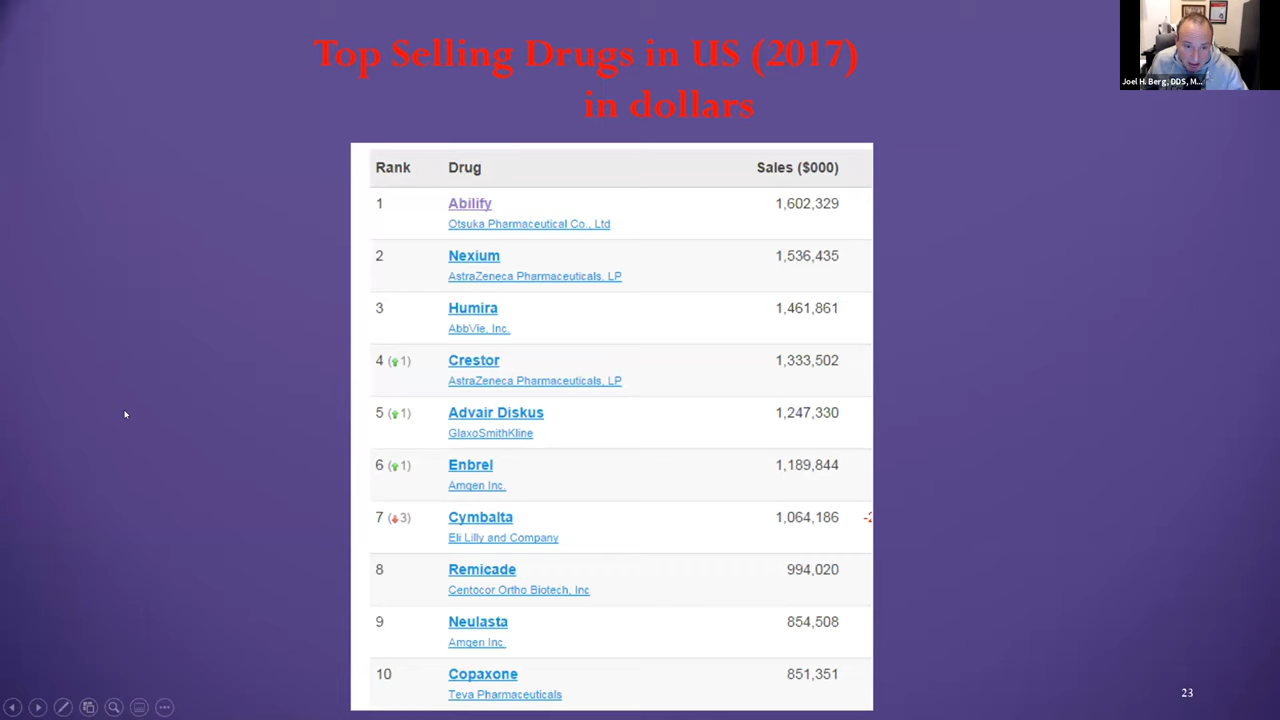 Top Selling Drugs in US (2017)
in dollars
Joel H. Berg, DDS, M...
Rank Drug Sales ($000)
1 Abilify 1,602,329
Otsuka Pharmaceutical Co., Ltd
2 Nexium 1,536,435
AstraZeneca Pharmaceuticals, LP
3 Humira 1,461,861
AbbVie, Inc.
4 (1) Crestor 1,333,502
AstraZeneca Pharmaceuticals, LP
5 (1) Advair Diskus 1,247,330
GlaxoSmithKline
6 (1) Enbrel 1,189,844
Amgen Inc.
7 (3) Cymbalta 1,064,186
Eli Lilly and Company
8 Remicade 994,020
Centocor Ortho Biotech, Inc
9 Neulasta 854,508
Amgen Inc.
10 Copaxone 851,351
Teva Pharmaceuticals
23